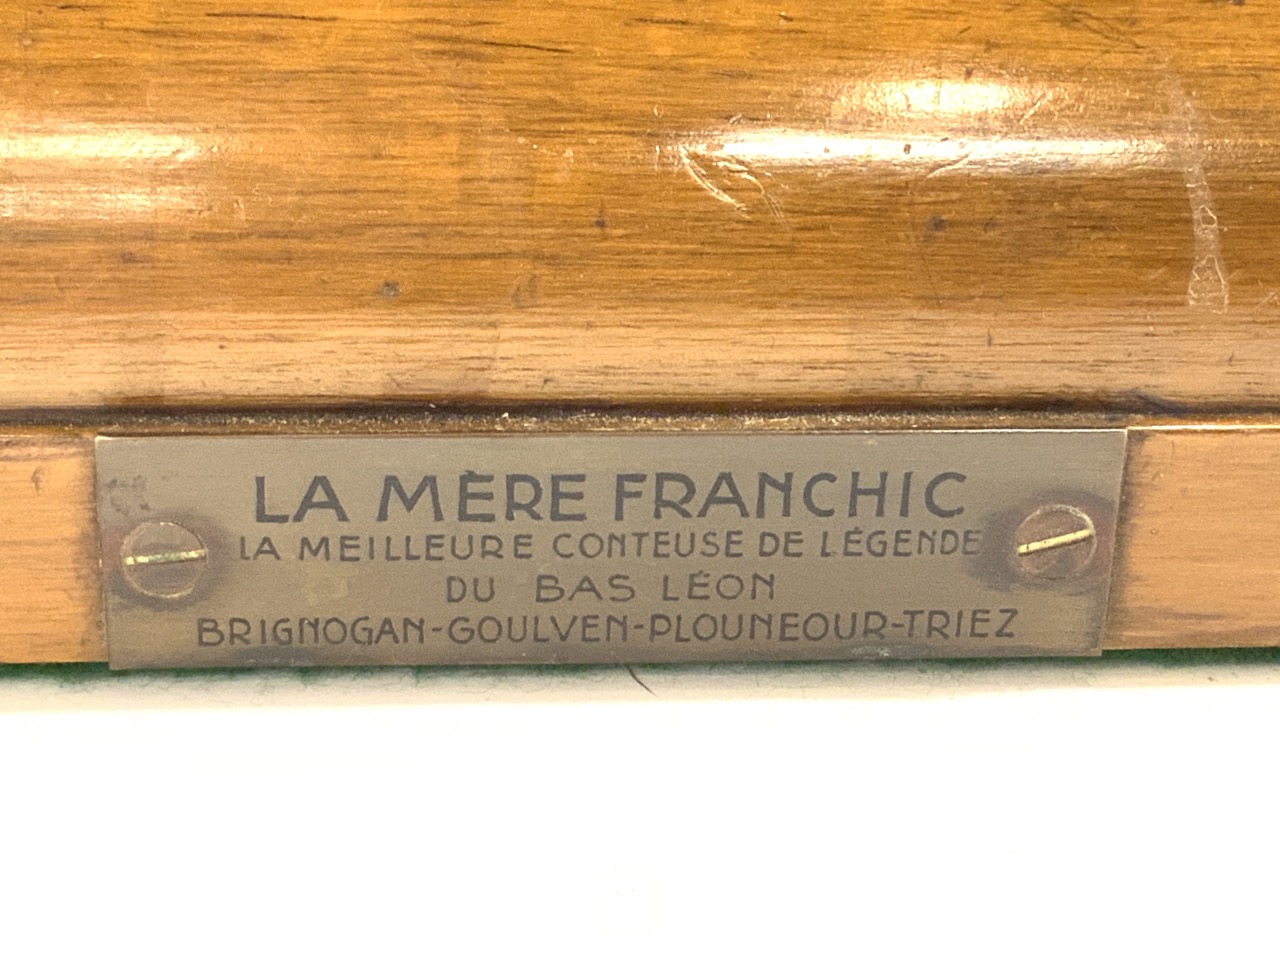 LA MÈRE FRANCHIC
LA MEILLEURE CONTEUSE DE LÉGENDE
DU BAS LÉON
BRIGNOGAN-GOULVEN-PLOUNEOUR-TRIEZ